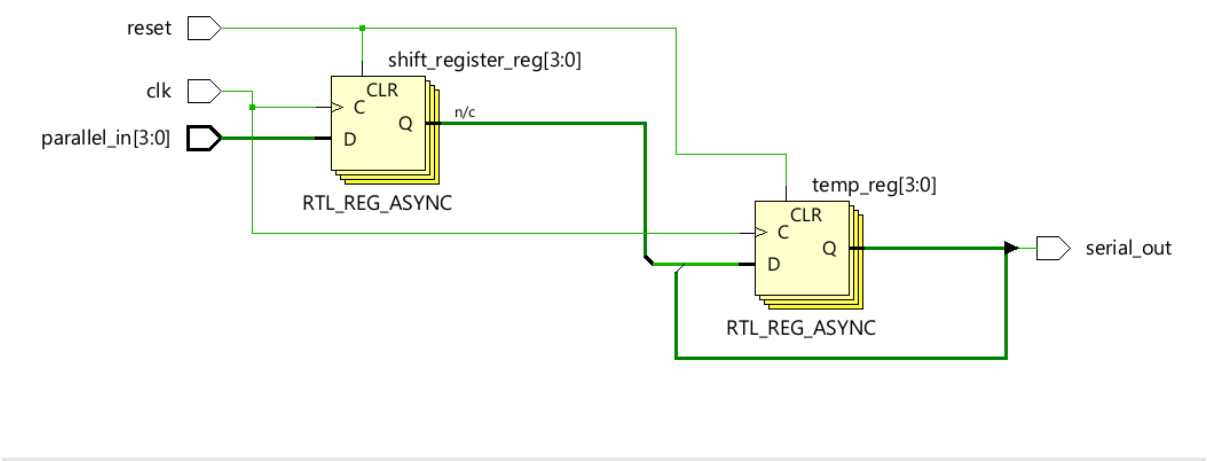 reset
shift_register_reg[3:0]
CLR
clk
C
n/c
Q
parallel_in[3:0]
D
RTL_REG_ASYNC
temp_reg[3:0]
CLR
C
Q
serial_out
D
RTL_REG_ASYNC